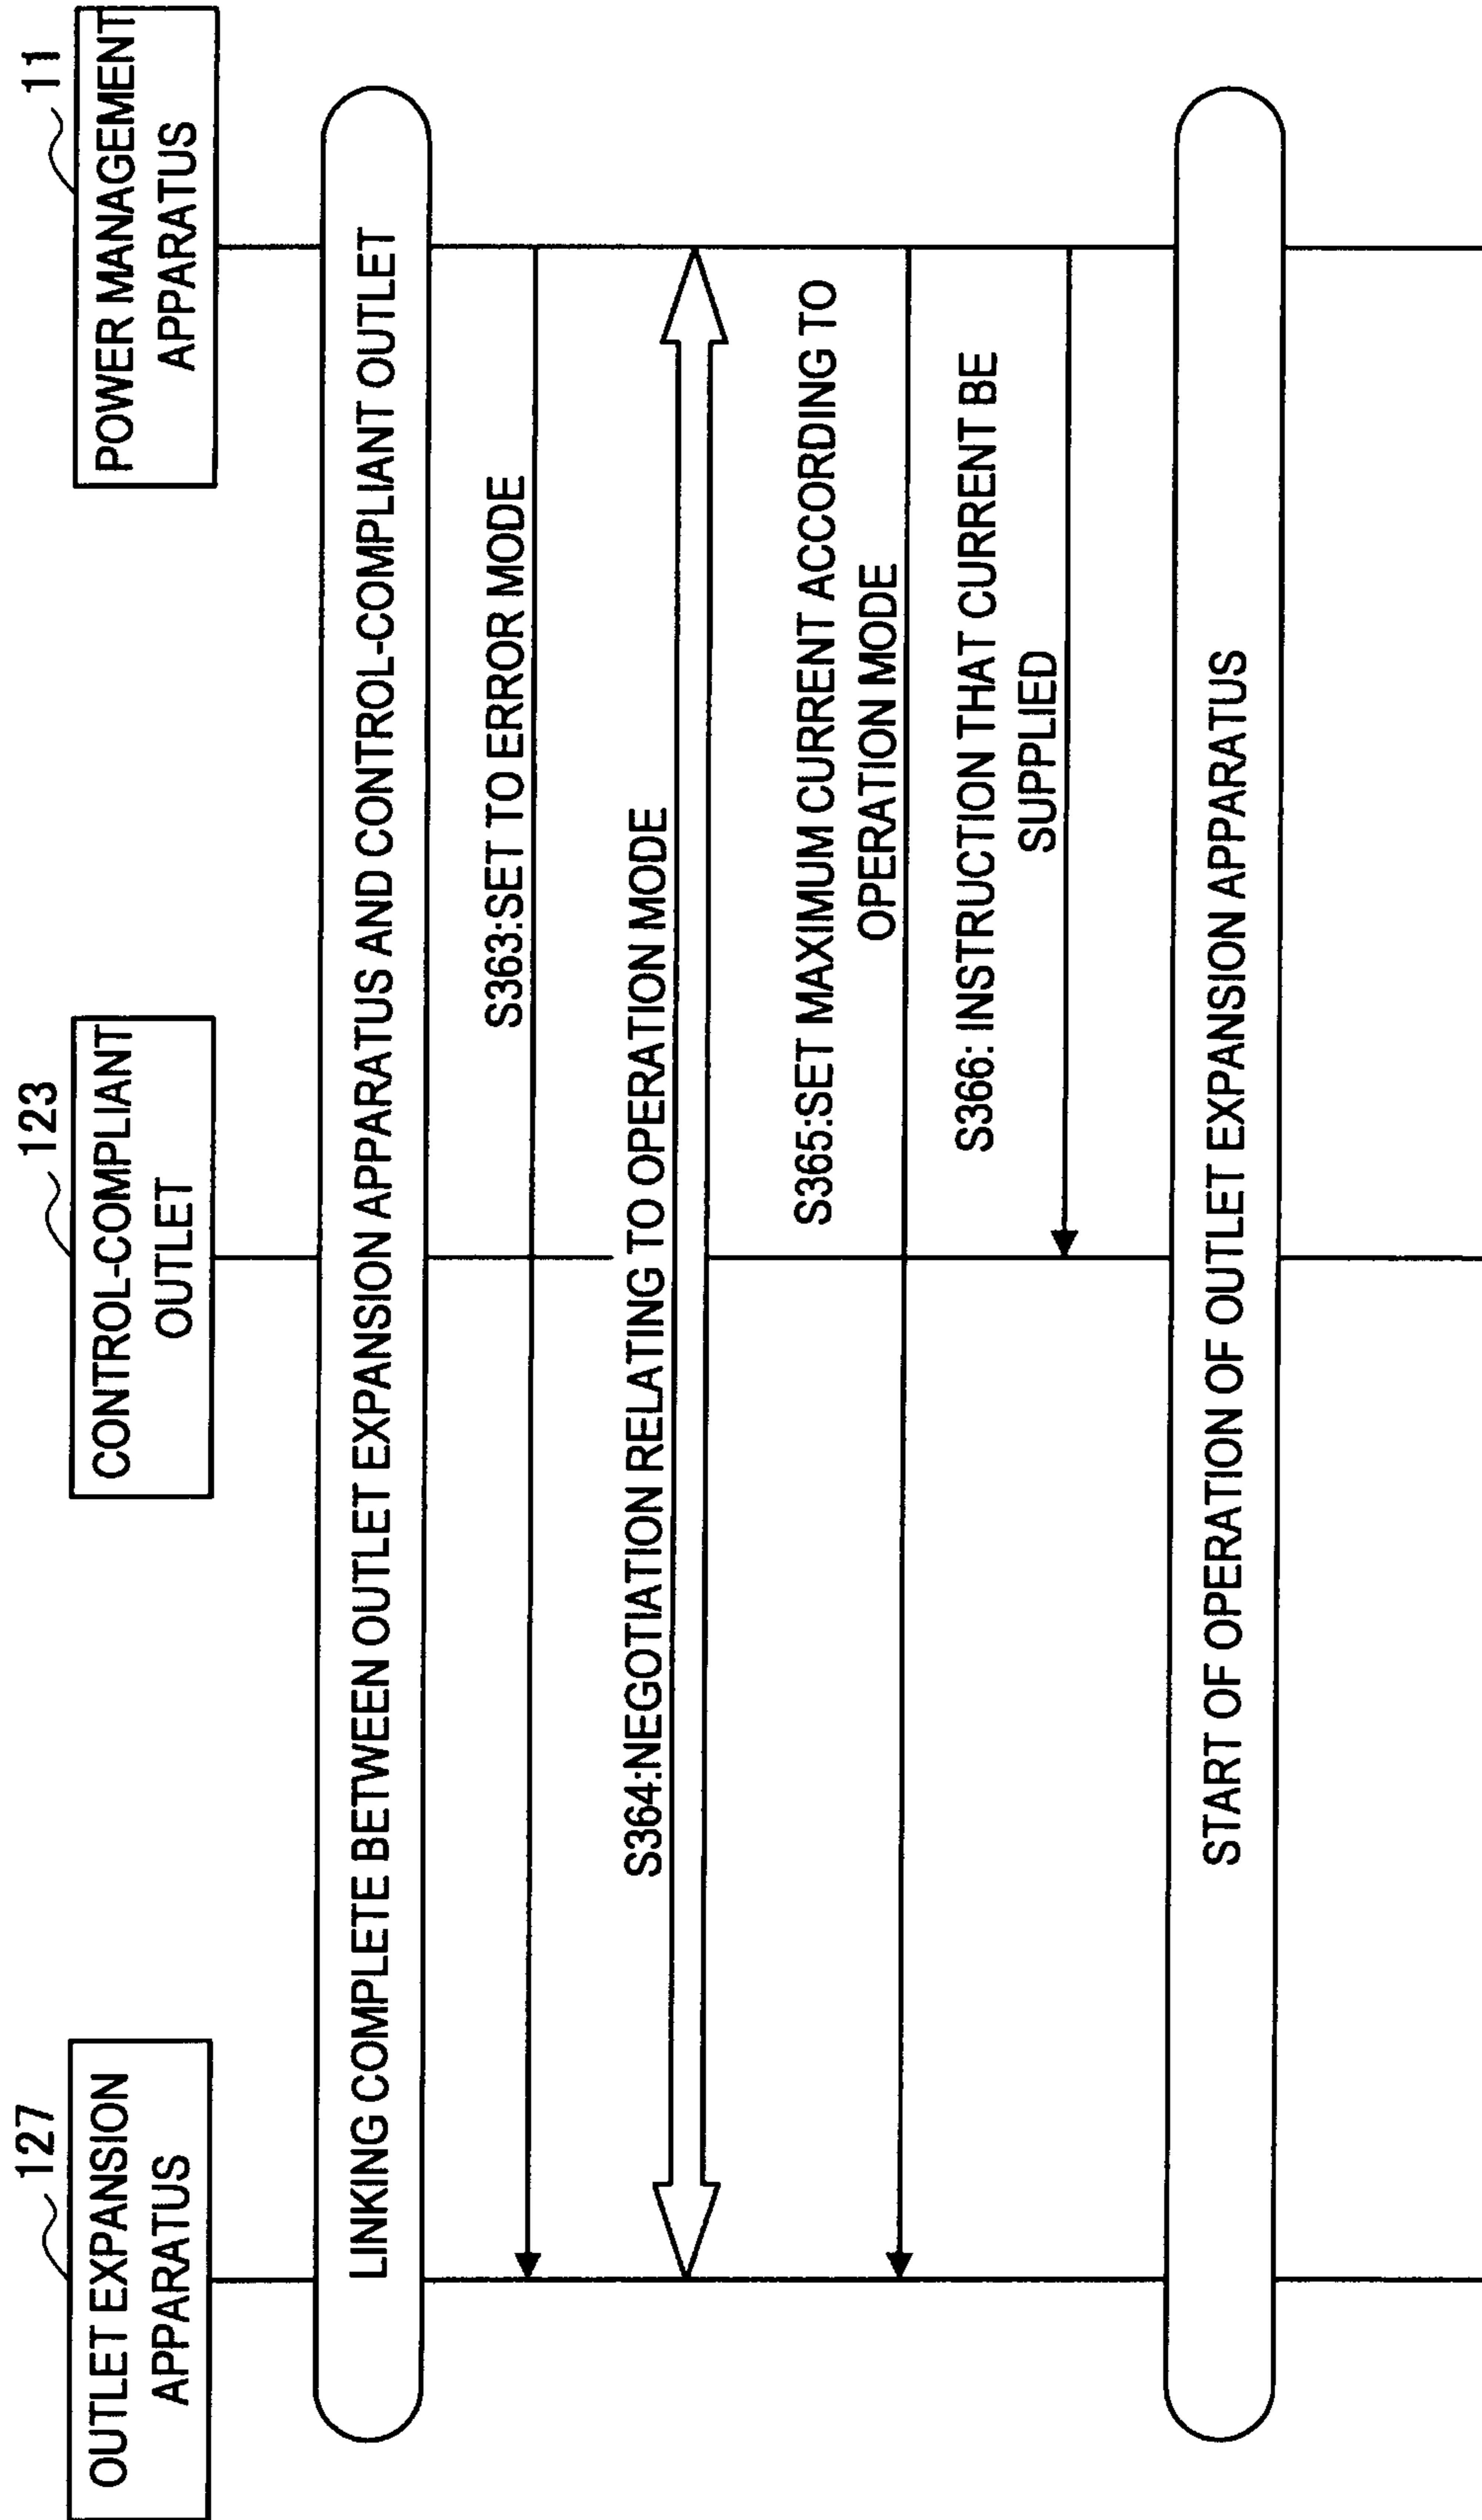 127
OUTLET EXPANSION
APPARATUS
123
CONTROL-COMPLIANT
OUTLET
11
POWER MANAGEMENT
APPARATUS
LINKING COMPLETE BETWEEN OUTLET EXPANSION APPARATUS AND CONTROL-COMPLIANT OUTLET
S363:SET TO ERROR MODE
S364:NEGOTIATION RELATING TO OPERATION MODE
S365:SET MAXIMUM CURRENT ACCORDING TO
OPERATION MODE
S366: INSTRUCTION THAT CURRENT BE
SUPPLIED
START OF OPERATION OF OUTLET EXPANSION APPARATUS